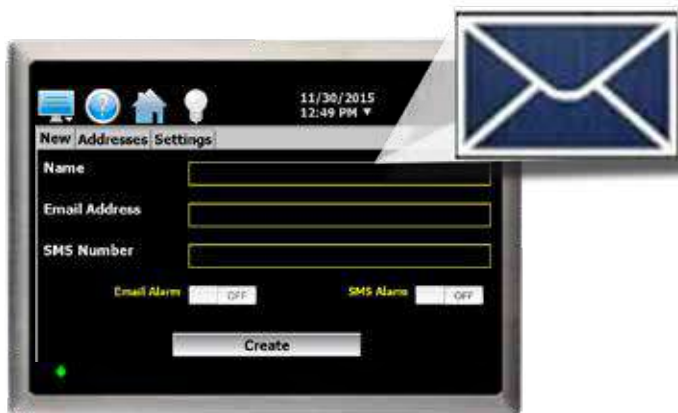 ?
11/30/2015
12:49 PM ▼
New Addresses Settings
Name
Email Address
SMS Number
Email Alarm OFF SMS Alarm OFF
Create